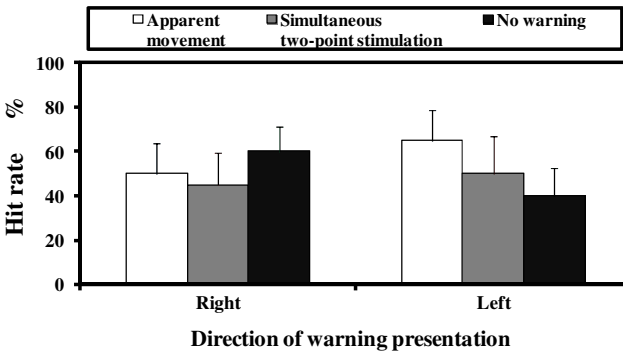 Apparent movement
Simultaneous two-point stimulation
No warning
100
80
60
40
20
0
Hit rate %
Right Left
Direction of warning presentation